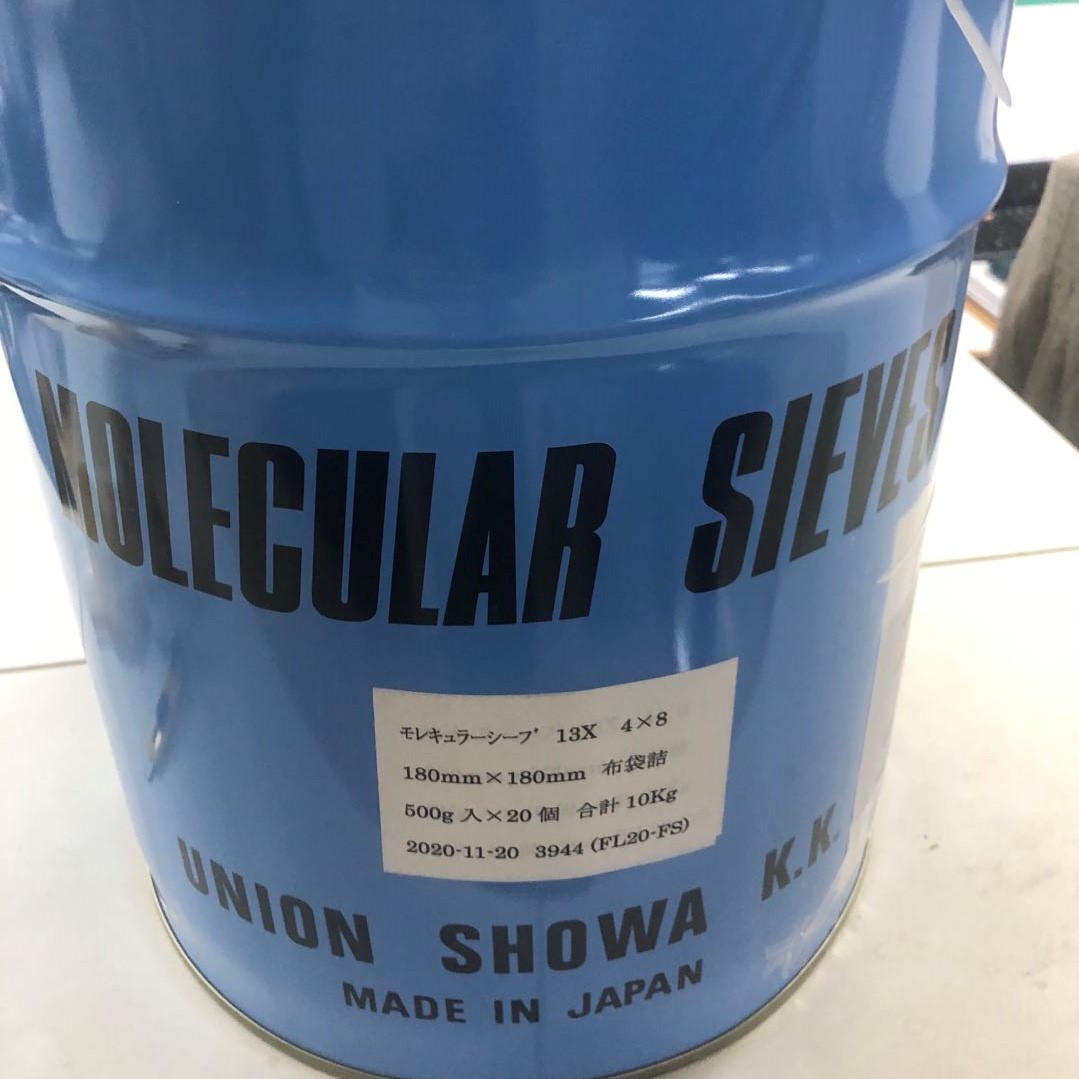 MOLECULAR SIEVES
モレキュラーシーブ 13X 4×8
180mm×180mm 布袋詰
500g 入×20 個 合計 10Kg
2020-11-20 3944 (FL20-FS)
UNION SHOWA K.K.
MADE IN JAPAN